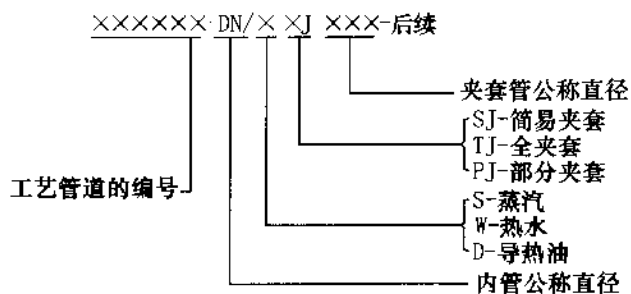 ×××××× DN/× ×J ×××-后续
夹套管公称直径
SJ-简易夹套
TJ-全夹套
PJ-部分夹套
工艺管道的编号
S-蒸汽
W-热水
D-导热油
内管公称直径